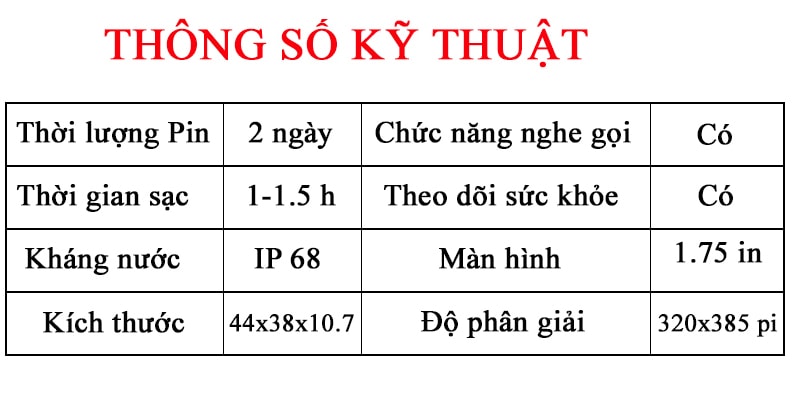 THÔNG SỐ KỸ THUẬT
Thời lượng Pin 2 ngày Chức năng nghe gọi Có
Thời gian sạc 1-1.5 h Theo dõi sức khỏe Có
Kháng nước IP 68 Màn hình 1.75 in
Kích thước 44x38x10.7 Độ phân giải 320x385 pi